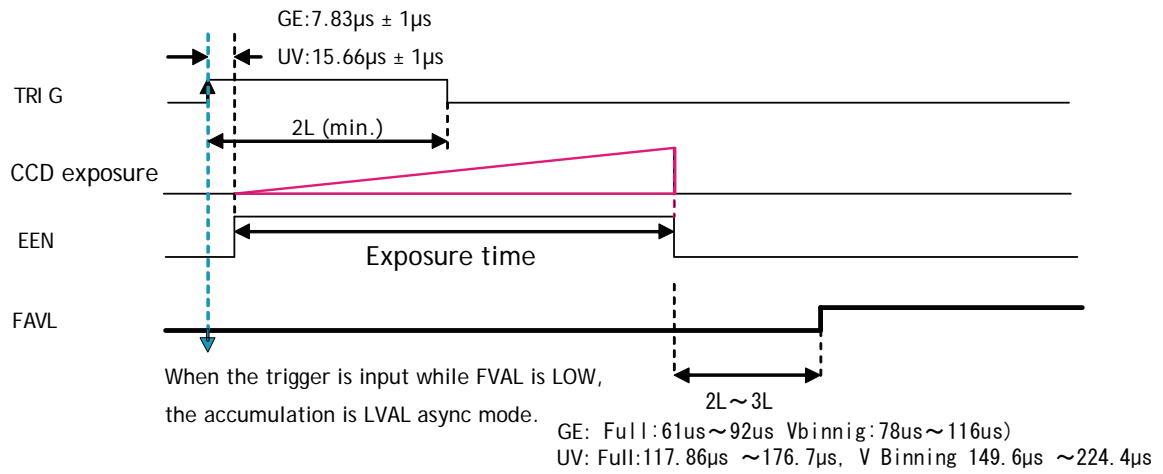 GE:7.83µs ± 1µs
UV:15.66µs ± 1µs
TRI G
2L (min.)
CCD exposure
EEN
Exposure time
FAVL
When the trigger is input while FVAL is LOW,
the accumulation is LVAL async mode.
2L～3L
GE: Full:61us～92us Vbinnig:78us～116us)
UV: Full:117.86µs ～176.7µs, V Binning 149.6µs ～224.4µs